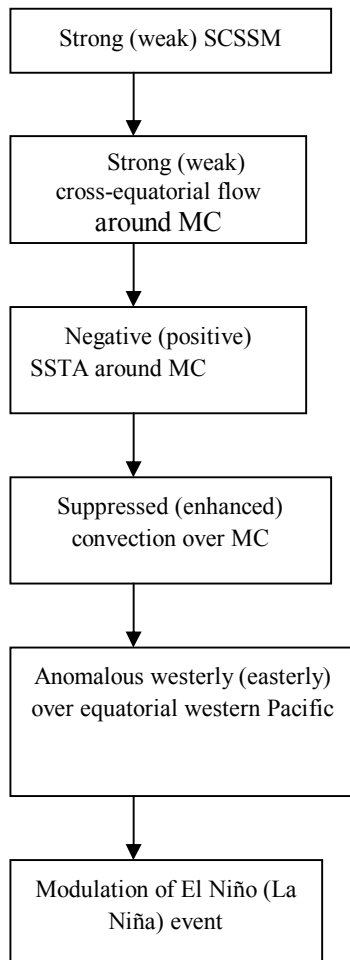 Strong (weak) SCSSM
Strong (weak)
cross-equatorial flow
around MC
Negative (positive)
SSTA around MC
Suppressed (enhanced)
convection over MC
Anomalous westerly (easterly)
over equatorial western Pacific
Modulation of El Niño (La
Niña) event